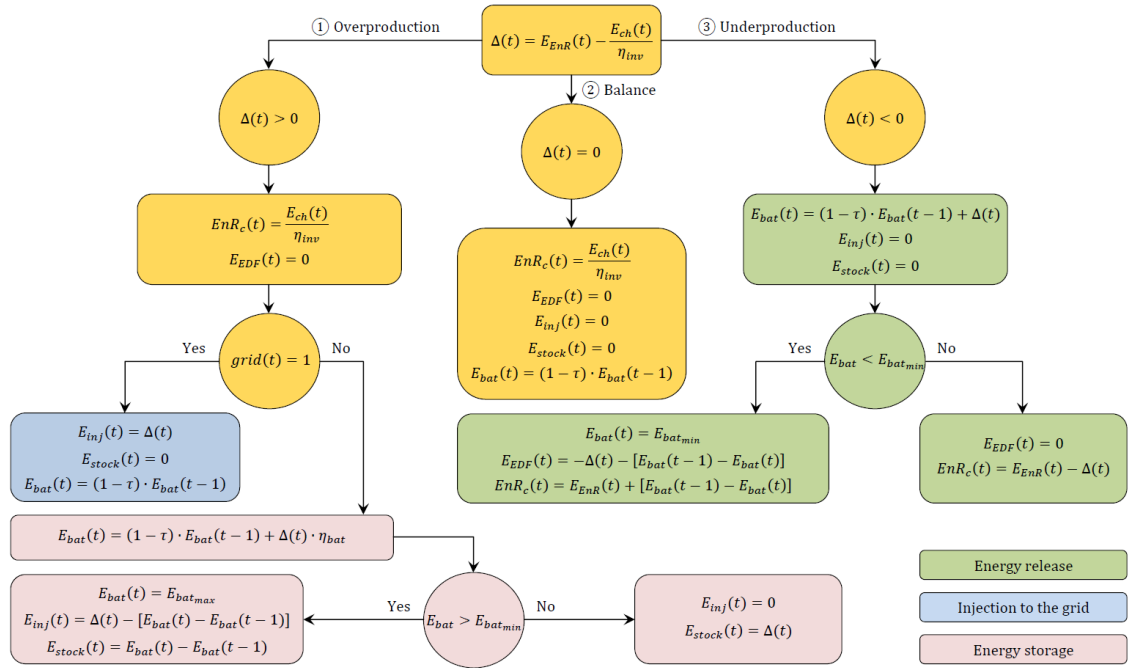 ① Overproduction
Δ(t) = E_EnR(t) − E_ch(t)/η_inv
③ Underproduction
② Balance
Δ(t) > 0
Δ(t) = 0
Δ(t) < 0
EnR_c(t) = E_ch(t)/η_inv
E_EDF(t) = 0
EnR_c(t) = E_ch(t)/η_inv
E_EDF(t) = 0
E_inj(t) = 0
E_stock(t) = 0
E_bat(t) = (1 − τ) · E_bat(t − 1)
E_bat(t) = (1 − τ) · E_bat(t − 1) + Δ(t)
E_inj(t) = 0
E_stock(t) = 0
Yes
grid(t) = 1
No
Yes
E_bat < E_bat_min
No
E_inj(t) = Δ(t)
E_stock(t) = 0
E_bat(t) = (1 − τ) · E_bat(t − 1)
E_bat(t) = E_bat_min
E_EDF(t) = −Δ(t) − [E_bat(t − 1) − E_bat(t)]
EnR_c(t) = E_EnR(t) + [E_bat(t − 1) − E_bat(t)]
E_EDF(t) = 0
EnR_c(t) = E_EnR(t) − Δ(t)
E_bat(t) = (1 − τ) · E_bat(t − 1) + Δ(t) · η_bat
E_bat(t) = E_bat_max
E_inj(t) = Δ(t) − [E_bat(t) − E_bat(t − 1)]
E_stock(t) = E_bat(t) − E_bat(t − 1)
Yes
E_bat > E_bat_min
No
E_inj(t) = 0
E_stock(t) = Δ(t)
Energy release
Injection to the grid
Energy storage